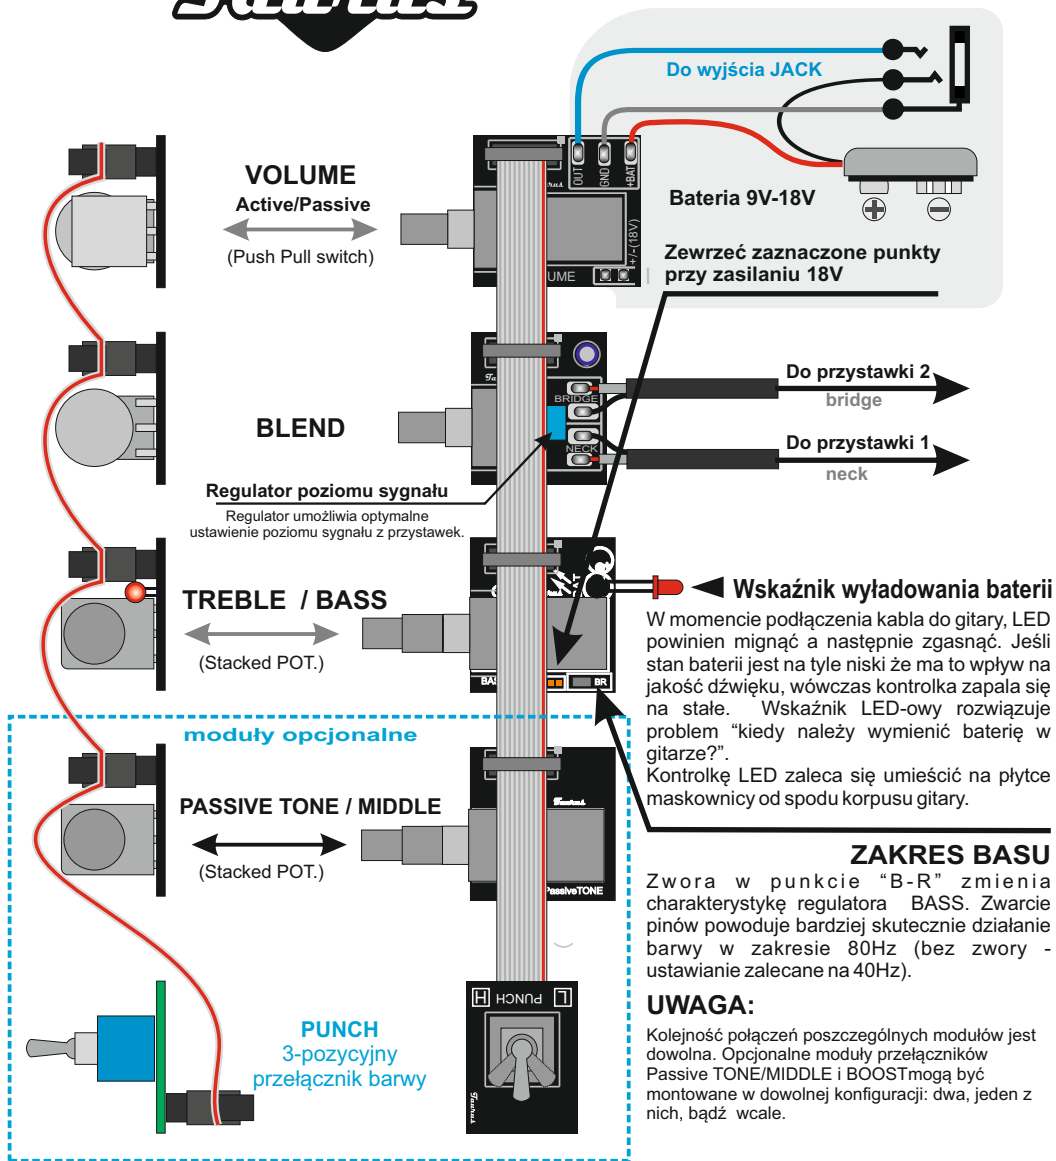 Taurus
Do wyjścia JACK
OUT
GND
+BAT
+/-(18V)
UME
VOLUME
Active/Passive
(Push Pull switch)
Bateria 9V-18V
Zewrzeć zaznaczone punkty
przy zasilaniu 18V
BLEND
BRIDGE
NECK
Do przystawki 2
bridge
Do przystawki 1
neck
Regulator poziomu sygnału
Regulator umożliwia optymalne
ustawienie poziomu sygnału z przystawek.
TREBLE / BASS
(Stacked POT.)
BAS
BR
Wskaźnik wyładowania baterii
W momencie podłączenia kabla do gitary, LED
powinien mignąć a następnie zgasnąć. Jeśli
stan baterii jest na tyle niski że ma to wpływ na
jakość dźwięku, wówczas kontrolka zapala się
na stałe. Wskaźnik LED-owy rozwiązuje
problem “kiedy należy wymienić baterię w
gitarze?”.
Kontrolkę LED zaleca się umieścić na płytce
maskownicy od spodu korpusu gitary.
moduły opcjonalne
PASSIVE TONE / MIDDLE
(Stacked POT.)
Taurus
PassiveTONE
ZAKRES BASU
Zwora w punkcie “B-R” zmienia
charakterystykę regulatora BASS. Zwarcie
pinów powoduje bardziej skutecznie działanie
barwy w zakresie 80Hz (bez zwory -
ustawianie zalecane na 40Hz).
UWAGA:
Kolejność połączeń poszczególnych modułów jest
dowolna. Opcjonalne moduły przełączników
Passive TONE/MIDDLE i BOOSTmogą być
montowane w dowolnej konfiguracji: dwa, jeden z
nich, bądź wcale.
PUNCH
3-pozycyjny
przełącznik barwy
H PUNCH L
Taurus